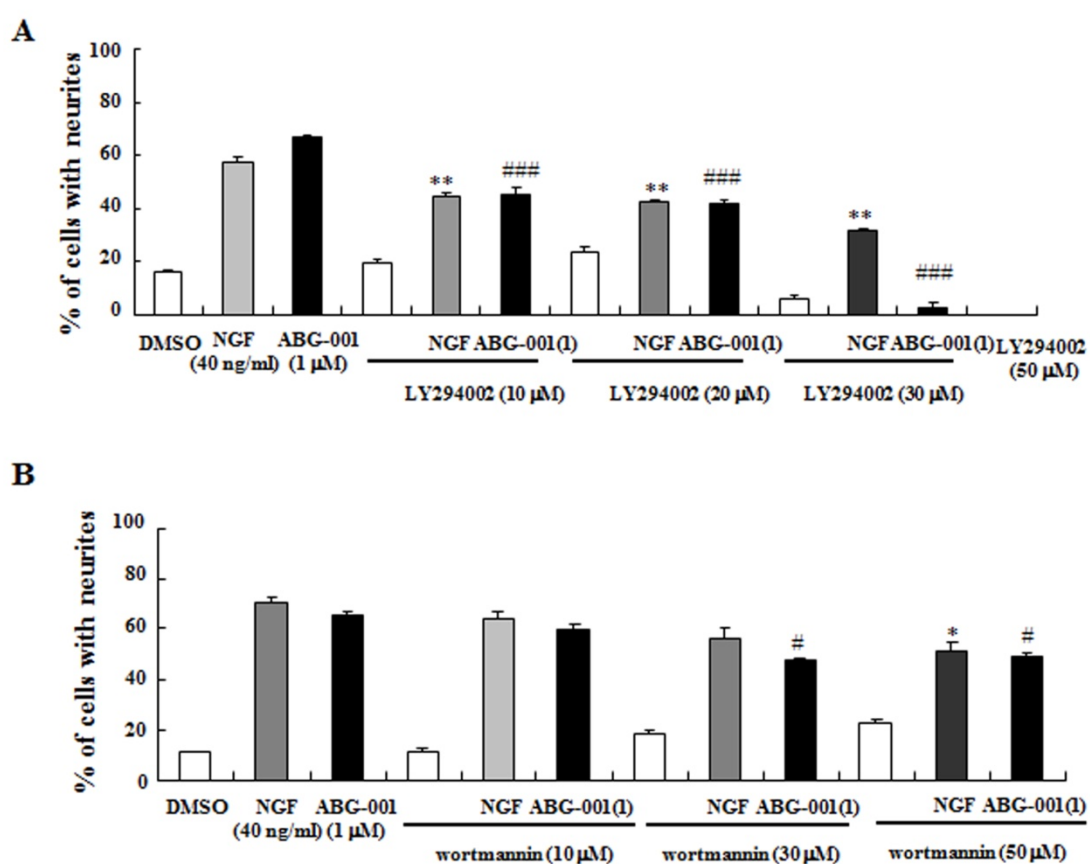 A
% of cells with neurites
100
80
60
40
20
0
** ### ** ### ** ###
DMSO NGF ABG-001 NGF ABG-001(1) NGF ABG-001(1) NGF ABG-001(1) LY294002
(40 ng/ml) (1 µM) (50 µM)
LY294002 (10 µM) LY294002 (20 µM) LY294002 (30 µM)
B
% of cells with neurites
100
80
60
40
20
0
# * #
DMSO NGF ABG-001 NGF ABG-001(1) NGF ABG-001(1) NGF ABG-001(1)
(40 ng/ml) (1 µM)
wortmannin (10 µM) wortmannin (30 µM) wortmannin (50 µM)